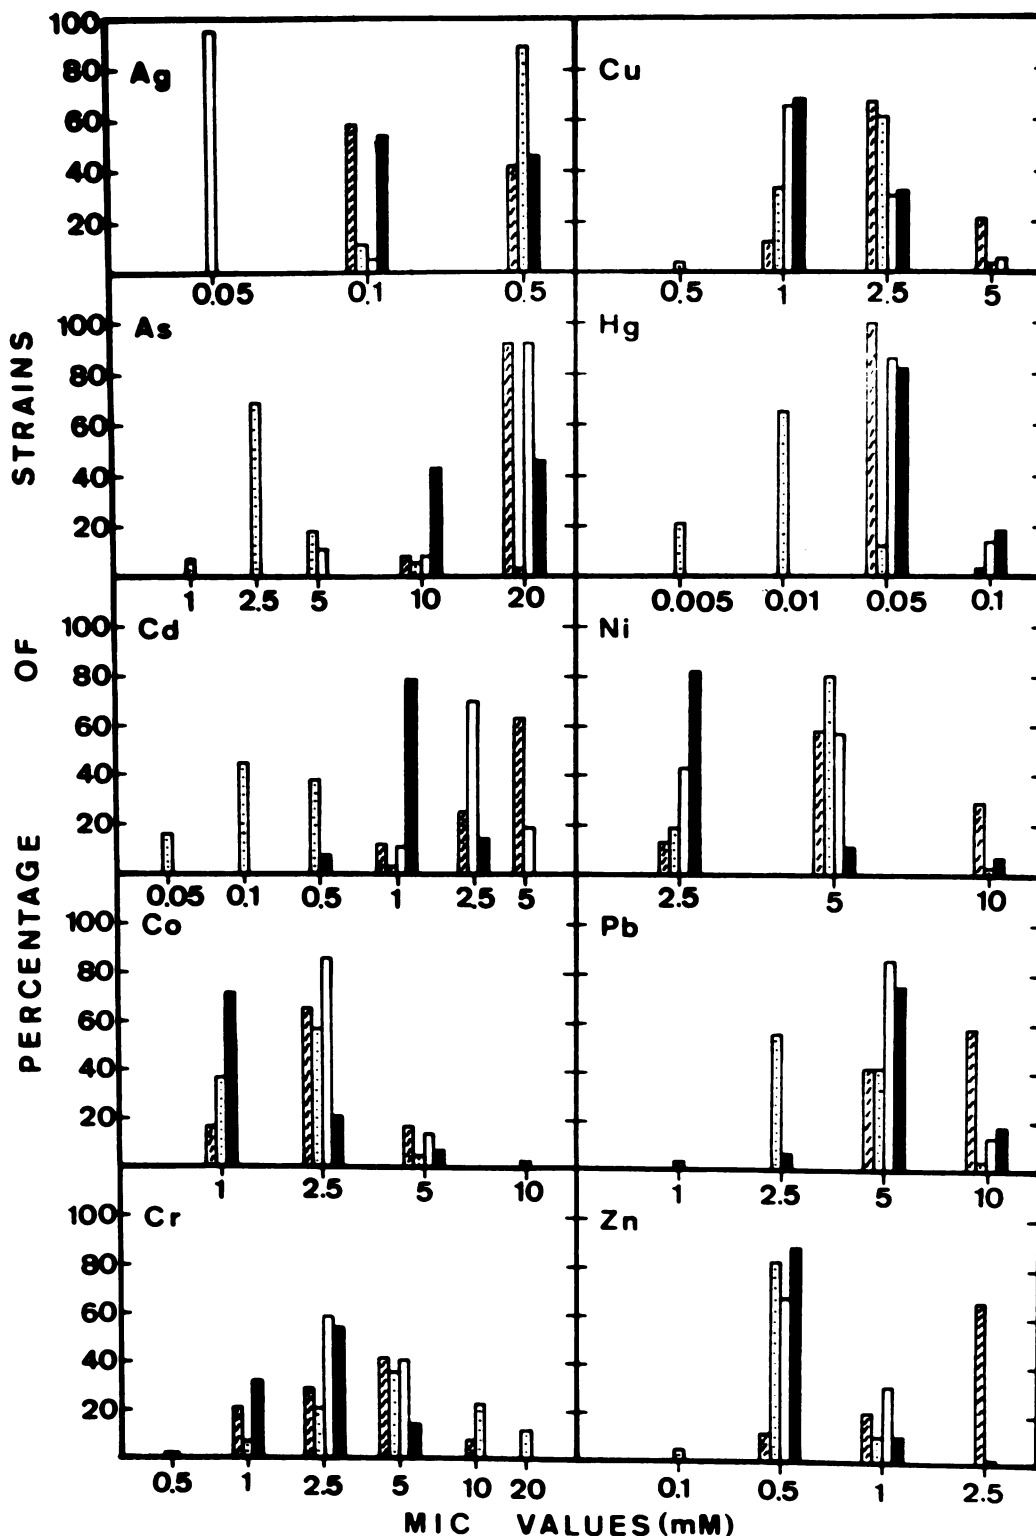 PERCENTAGE OF STRAINS
100
80
60
40
20
Ag
0.05 0.1 0.5
Cu
0.5 1 2.5 5
100
80
60
40
20
As
1 2.5 5 10 20
Hg
0.005 0.01 0.05 0.1
100
80
60
40
20
Cd
0.05 0.1 0.5 1 2.5 5
Ni
2.5 5 10
100
80
60
40
20
Co
1 2.5 5 10
Pb
1 2.5 5 10
100
80
60
40
20
Cr
0.5 1 2.5 5 10 20
Zn
0.1 0.5 1 2.5
MIC VALUES (mM)